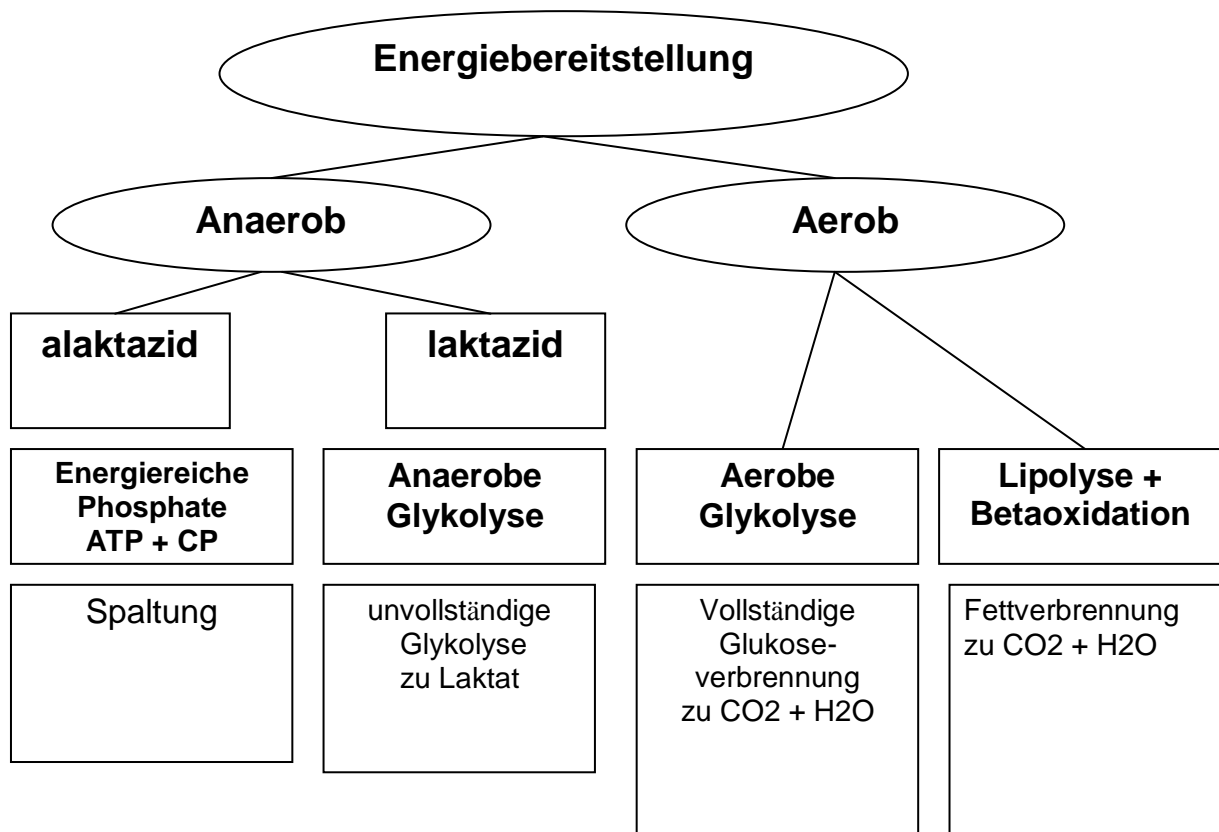 Energiebereitstellung
Anaerob
Aerob
alaktazid
laktazid
Energiereiche
Phosphate
ATP + CP
Anaerobe
Glykolyse
Aerobe
Glykolyse
Lipolyse +
Betaoxidation
Spaltung
unvollständige
Glykolyse
zu Laktat
Vollständige
Glukose-
verbrennung
zu CO2 + H2O
Fettverbrennung
zu CO2 + H2O